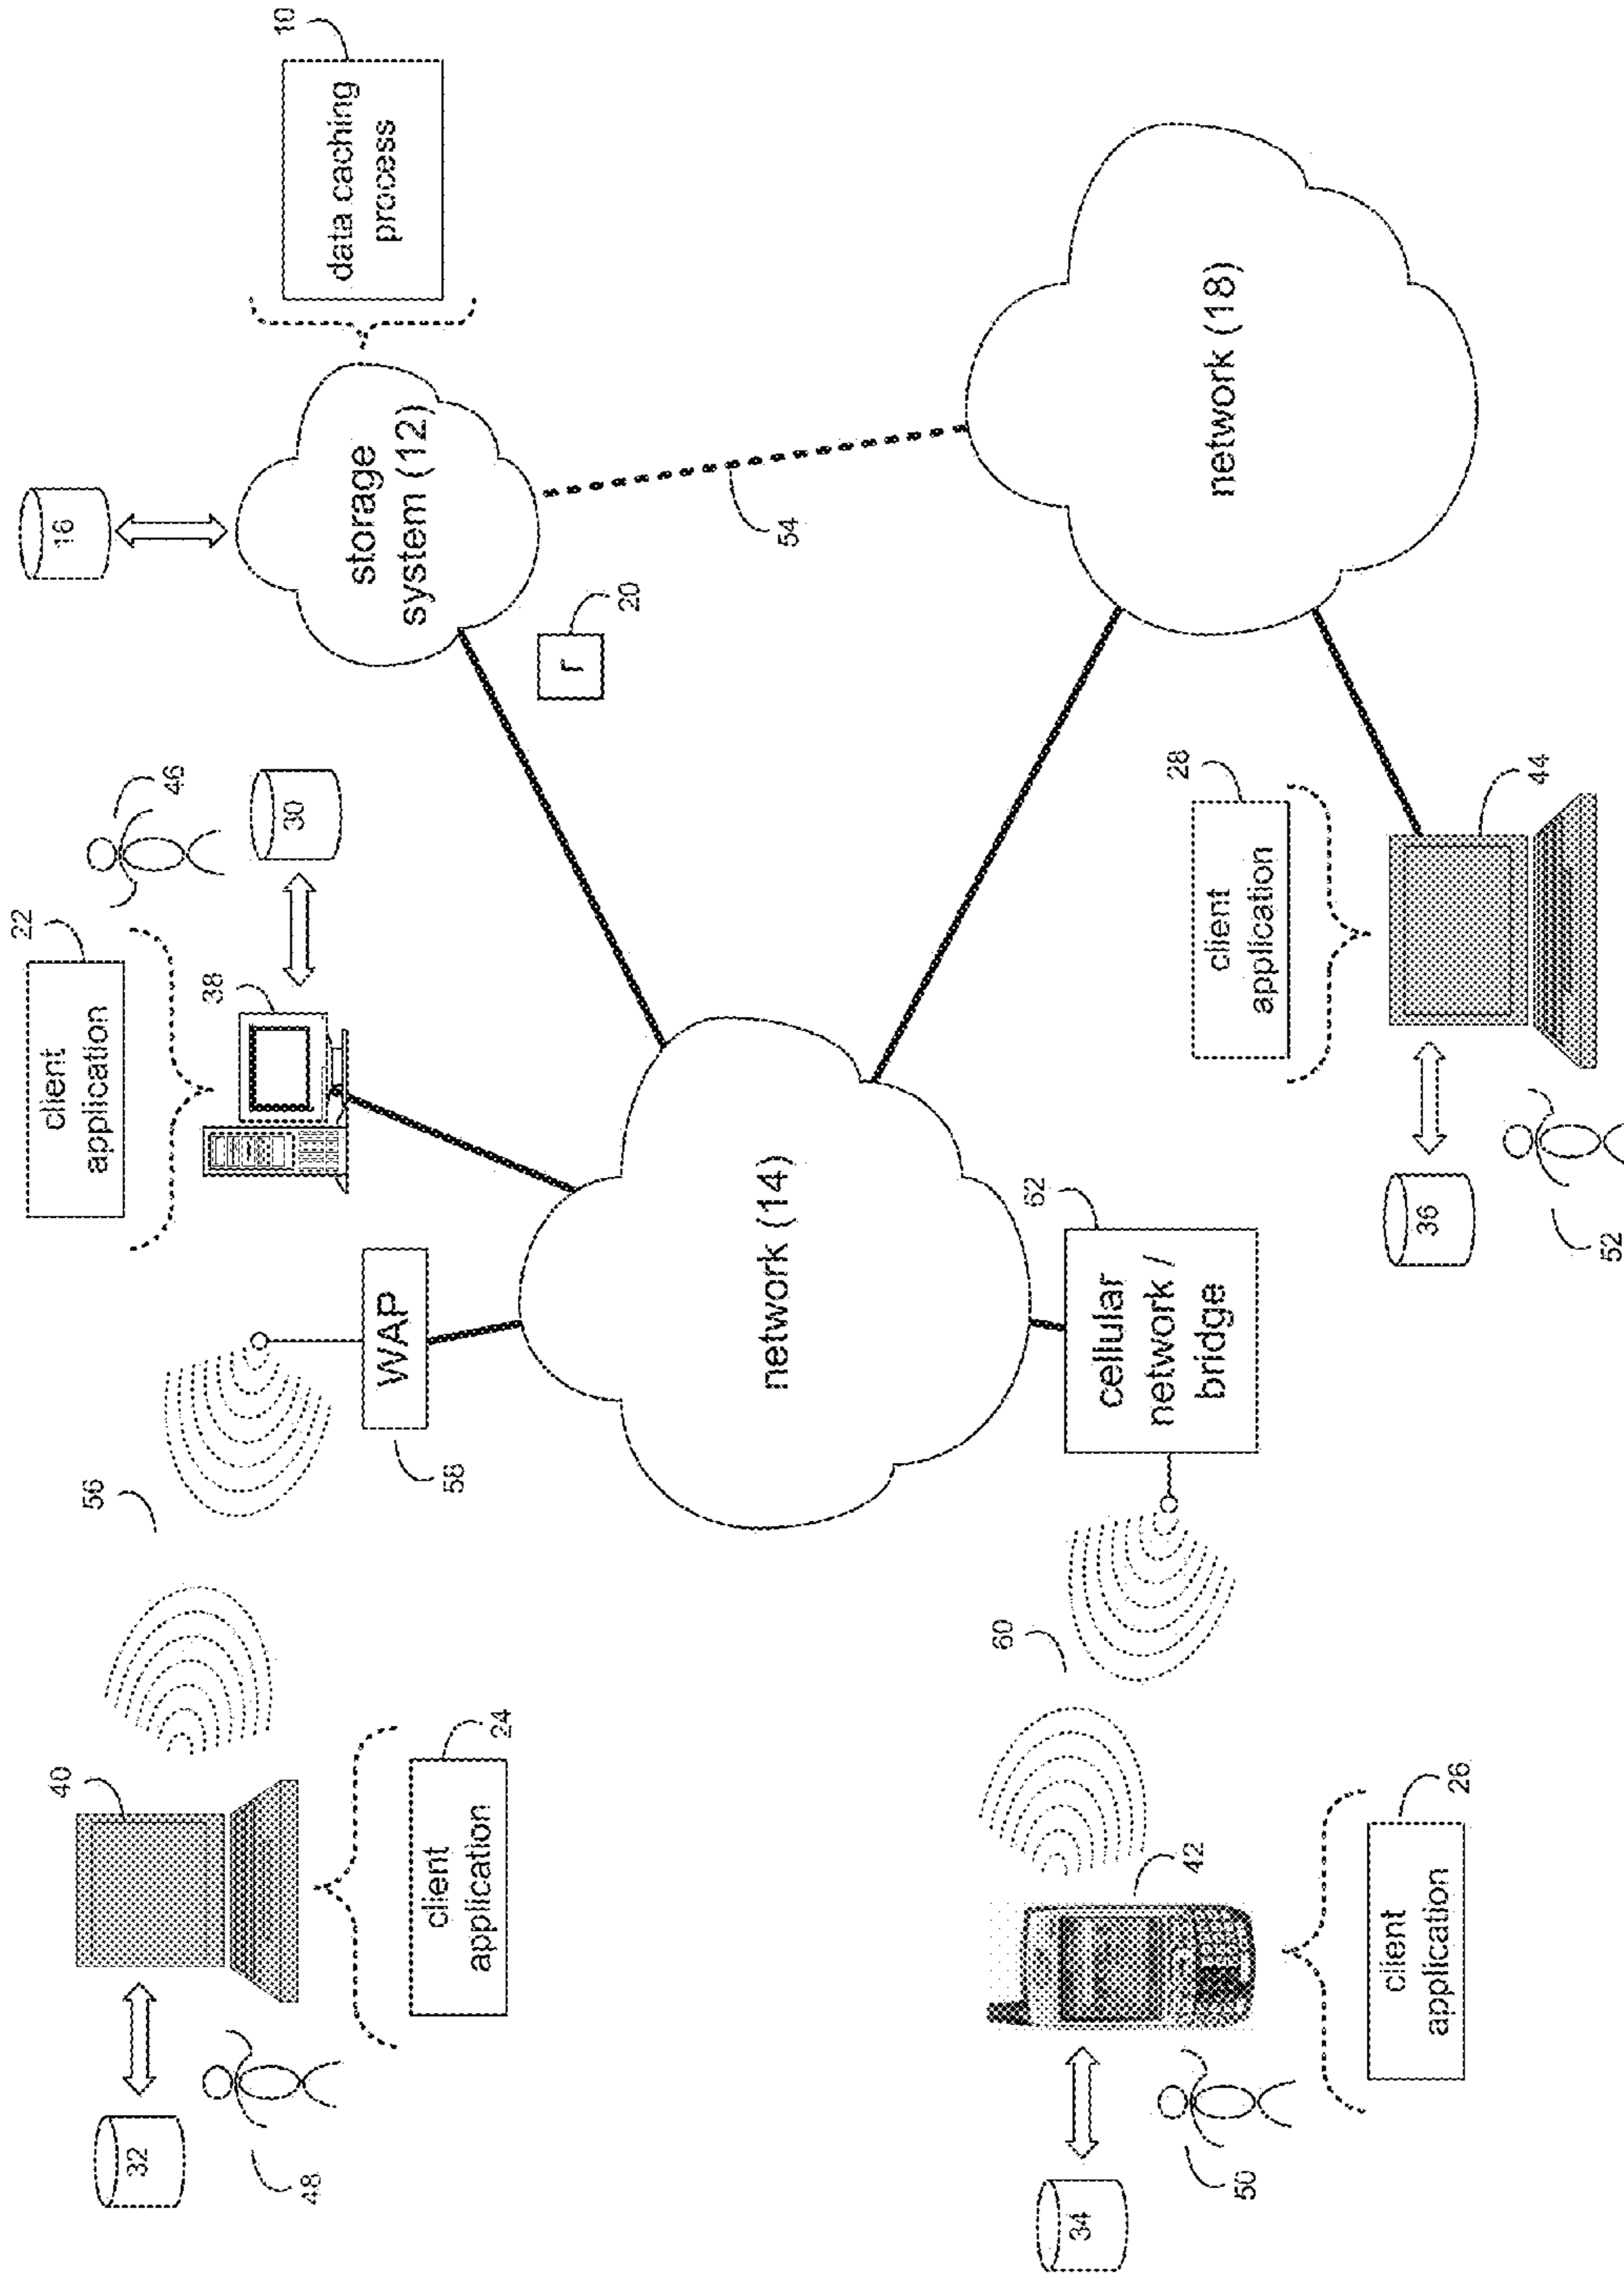 32
48
40
24
client
application
56
58
WAP
22
client
application
38
46
30
16
storage
system (12)
10
data caching
process
r
20
54
network (14)
network (18)
34
50
42
26
client
application
60
62
cellular
network /
bridge
28
client
application
44
36
52